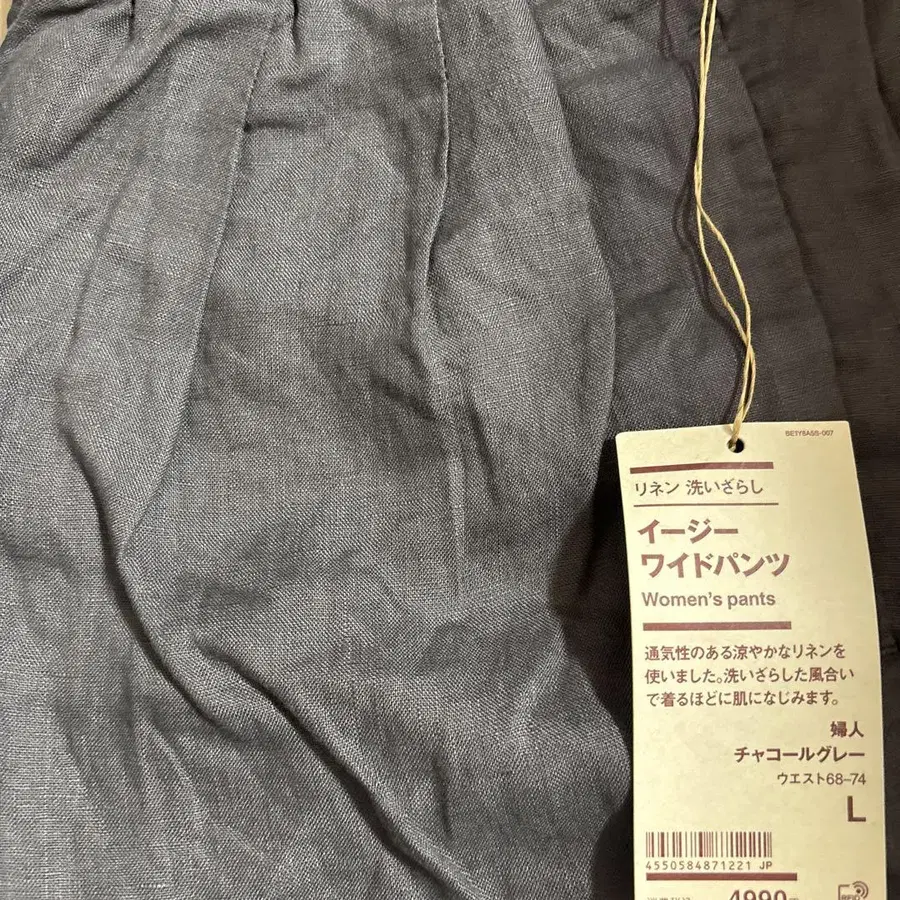 BE1Y6A5S-007
リネン 洗いざらし
イージー
ワイドパンツ
Women's pants
通気性のある涼やかなリネンを
使いました。洗いざらした風合い
で着るほどに肌になじみます。
婦人
チャコールグレー
ウエスト68–74
L
4550584871221 JP
4990